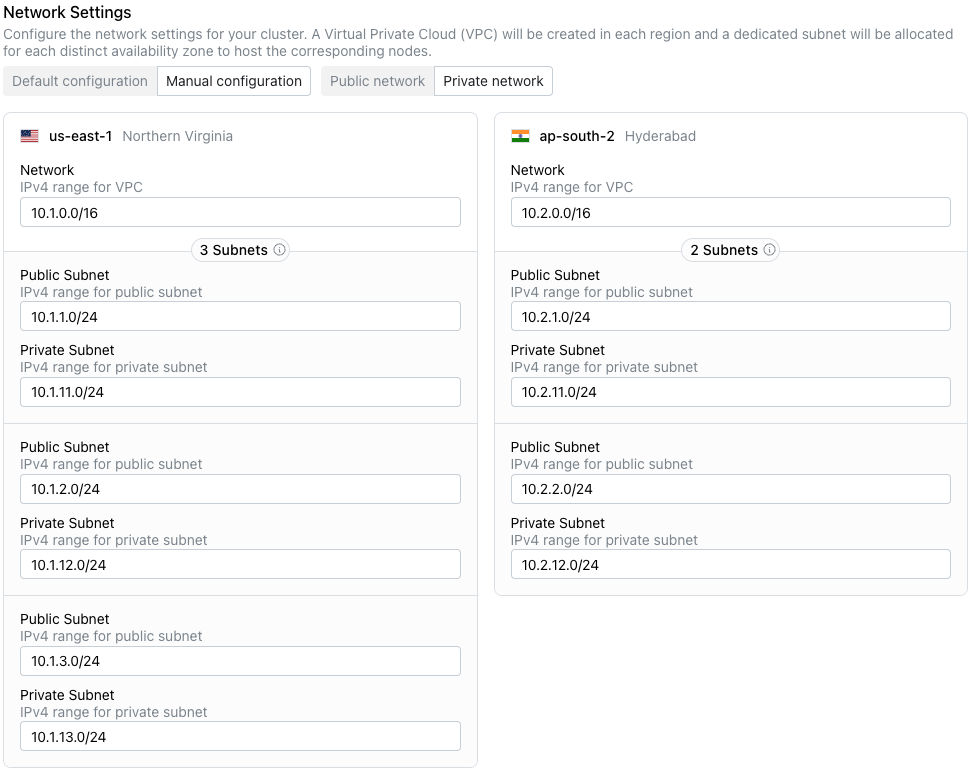 Network Settings
Configure the network settings for your cluster. A Virtual Private Cloud (VPC) will be created in each region and a dedicated subnet will be allocated
for each distinct availability zone to host the corresponding nodes.
Default configuration Manual configuration Public network Private network
us-east-1 Northern Virginia
Network
IPv4 range for VPC
10.1.0.0/16
3 Subnets
Public Subnet
IPv4 range for public subnet
10.1.1.0/24
Private Subnet
IPv4 range for private subnet
10.1.11.0/24
Public Subnet
IPv4 range for public subnet
10.1.2.0/24
Private Subnet
IPv4 range for private subnet
10.1.12.0/24
Public Subnet
IPv4 range for public subnet
10.1.3.0/24
Private Subnet
IPv4 range for private subnet
10.1.13.0/24
ap-south-2 Hyderabad
Network
IPv4 range for VPC
10.2.0.0/16
2 Subnets
Public Subnet
IPv4 range for public subnet
10.2.1.0/24
Private Subnet
IPv4 range for private subnet
10.2.11.0/24
Public Subnet
IPv4 range for public subnet
10.2.2.0/24
Private Subnet
IPv4 range for private subnet
10.2.12.0/24